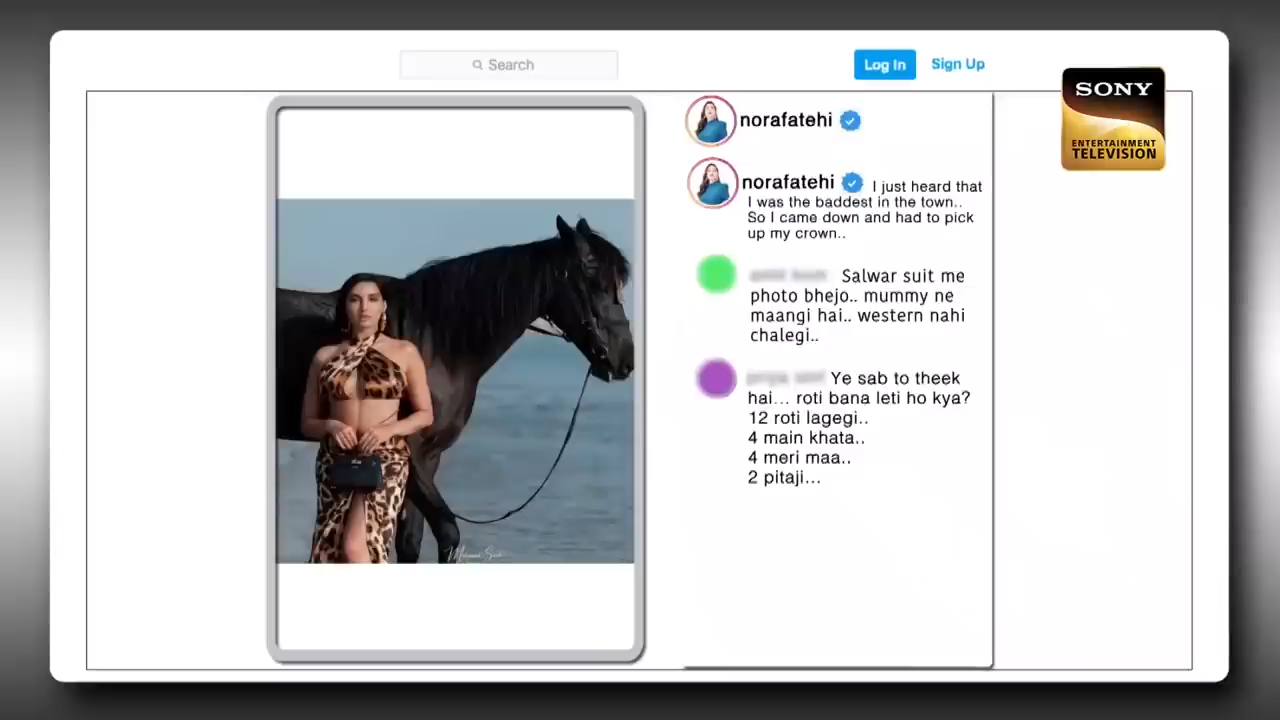 Search
Log In
Sign Up
SONY
ENTERTAINMENT
TELEVISION
norafatehi
norafatehi I just heard that
I was the baddest in the town..
So I came down and had to pick
up my crown..
Salwar suit me
photo bhejo.. mummy ne
maangi hai.. western nahi
chalegi..
Ye sab to theek
hai... roti bana leti ho kya?
12 roti lagegi..
4 main khata..
4 meri maa..
2 pitaji...